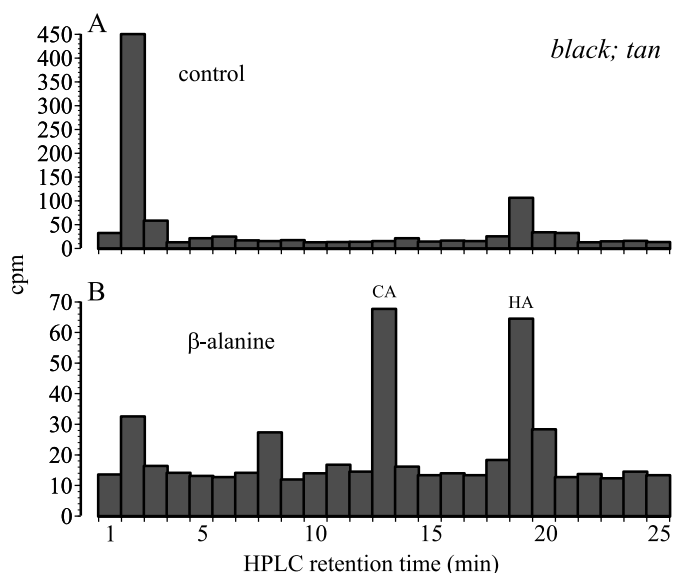 A
black; tan
control
450
400
350
300
250
200
150
100
50
0
cpm
B
β-alanine
CA
HA
70
60
50
40
30
20
10
0
1 5 10 15 20 25
HPLC retention time (min)